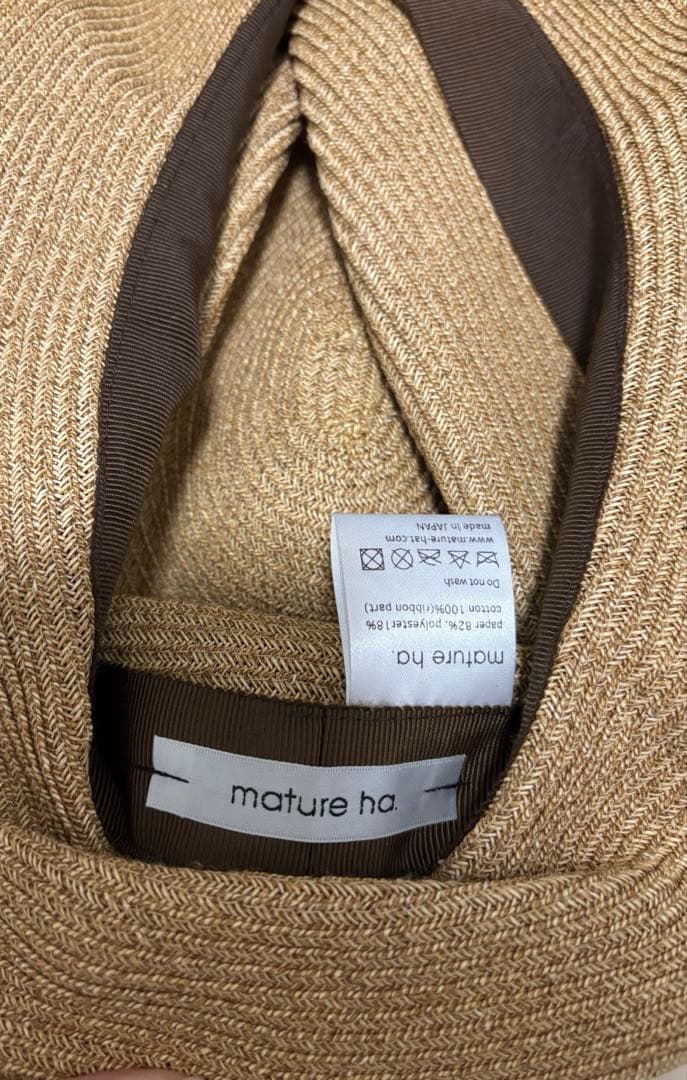 mature ha.
paper 82%. polyester18%
cotton 100%(ribbon part)
Do not wash
www.mature-hat.com
made in JAPAN
mature ha.